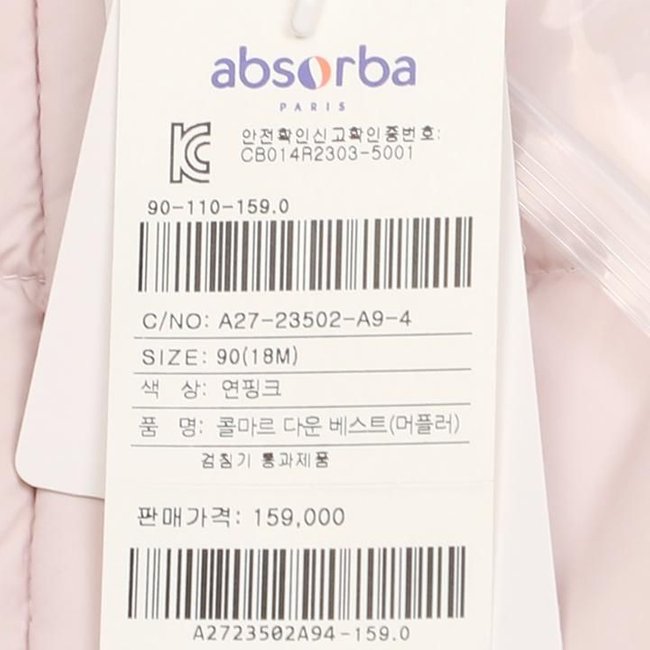 absorba
PARIS
안전확인신고확인증번호:
CB014R2303-5001
90-110-159.0
C/NO: A27-23502-A9-4
SIZE: 90(18M)
색 상: 연핑크
품 명: 콜마르 다운 베스트(머플러)
검침기 통과제품
판매가격: 159,000
A2723502A94-159.0